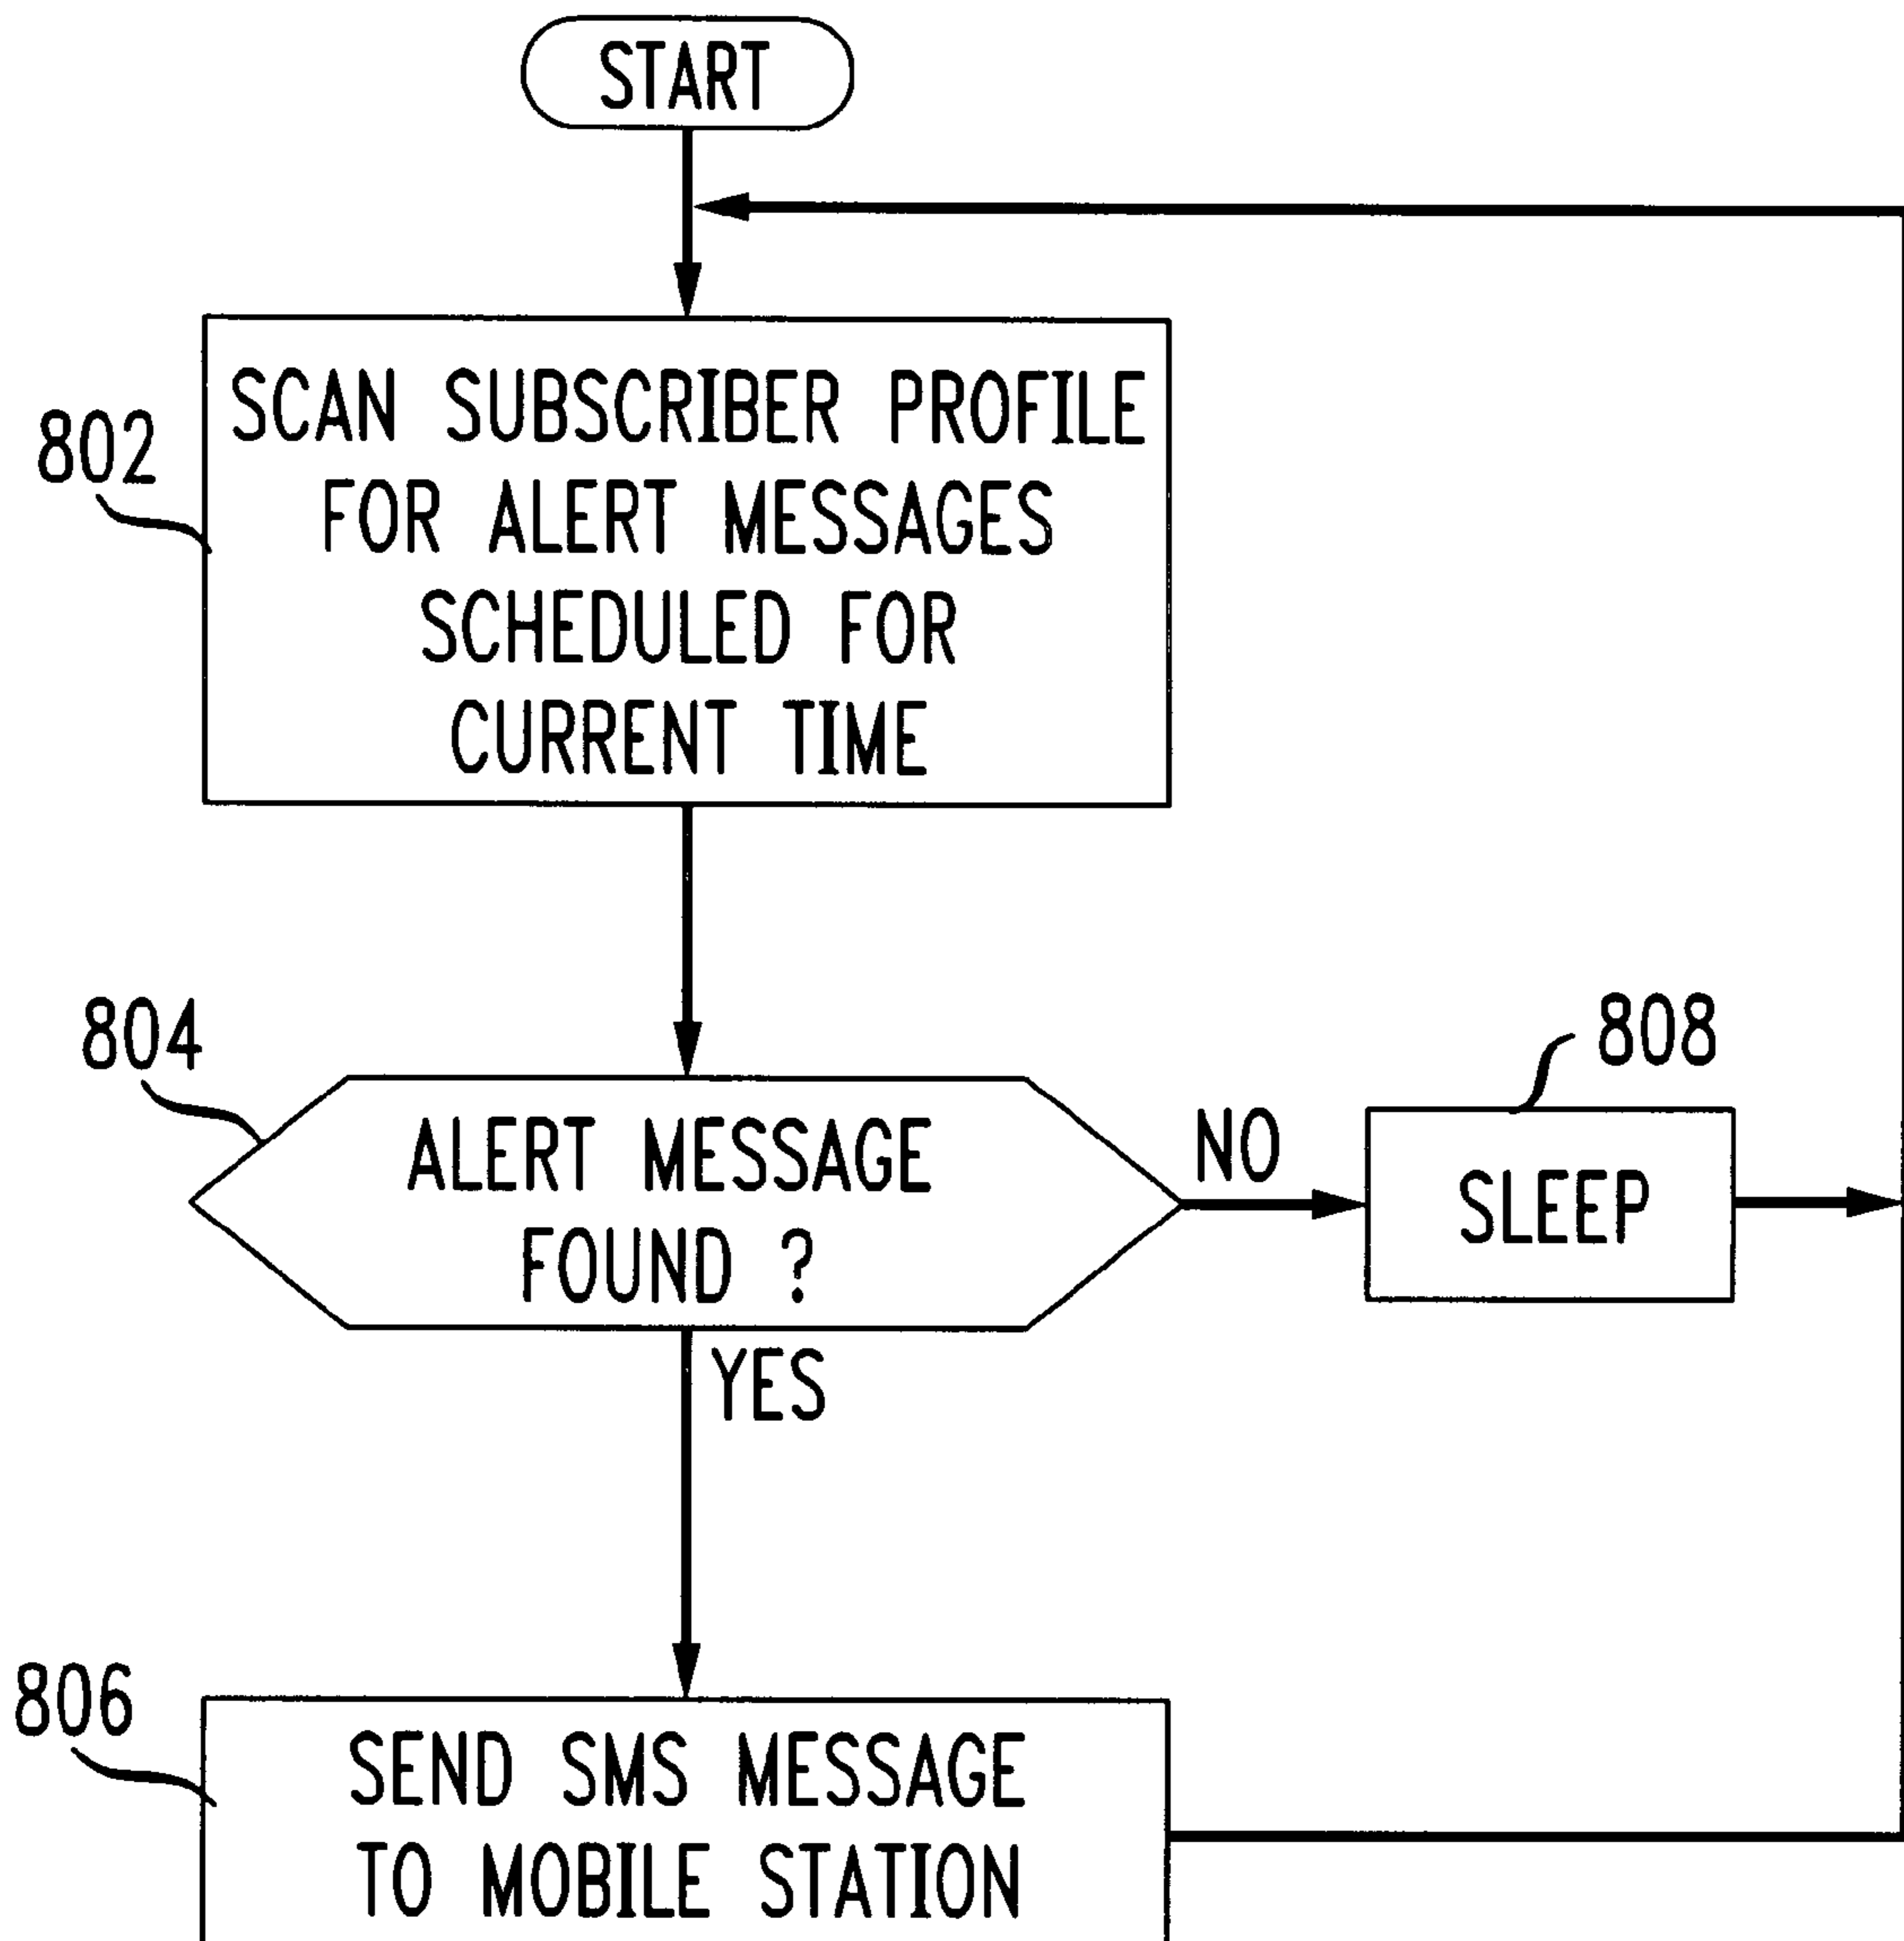 START
802
SCAN SUBSCRIBER PROFILE
FOR ALERT MESSAGES
SCHEDULED FOR
CURRENT TIME
804
ALERT MESSAGE
FOUND ?
NO
808
SLEEP
YES
806
SEND SMS MESSAGE
TO MOBILE STATION